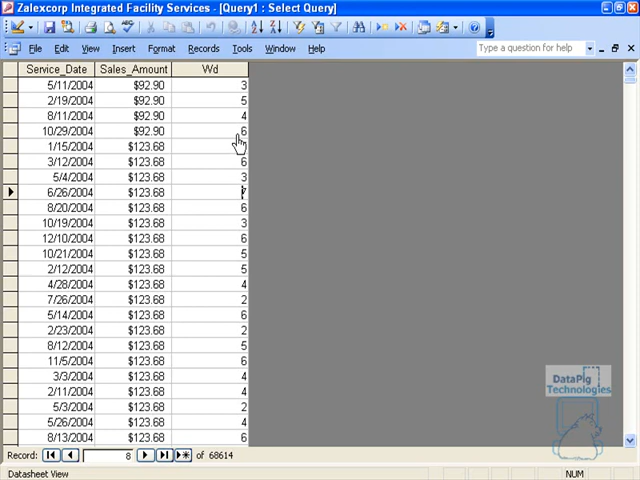 Zalexcorp Integrated Facility Services - [Query1 : Select Query]
File Edit View Insert Format Records Tools Window Help Type a question for help
Service_Date Sales_Amount Wd
5/11/2004 $92.90 3
2/19/2004 $92.90 5
8/11/2004 $92.90 4
10/29/2004 $92.90 6
1/15/2004 $123.68
3/12/2004 $123.68 6
5/4/2004 $123.68 3
6/26/2004 $123.68 7
8/20/2004 $123.68 6
10/19/2004 $123.68 3
12/10/2004 $123.68 6
10/21/2004 $123.68 5
2/12/2004 $123.68 5
4/28/2004 $123.68 4
7/26/2004 $123.68 2
5/14/2004 $123.68 6
2/23/2004 $123.68 2
8/12/2004 $123.68 5
11/5/2004 $123.68 6
3/3/2004 $123.68 4
2/11/2004 $123.68 4
5/3/2004 $123.68 2
5/26/2004 $123.68 4
8/13/2004 $123.68 6
DataPig
Technologies
Record: 8 of 68614
Datasheet View NUM